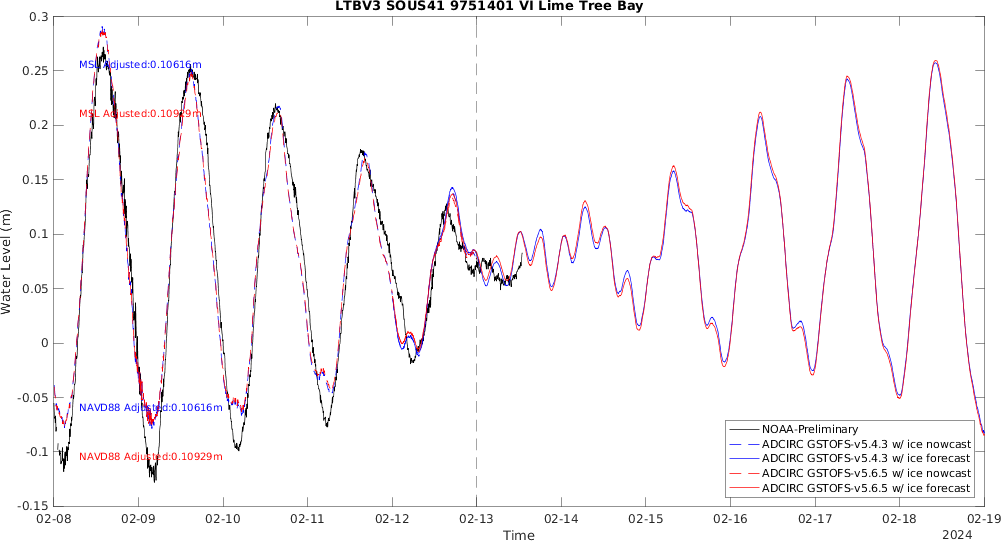 LTBV3 SOUS41 9751401 VI Lime Tree Bay
Water Level (m)
0.3
0.25
0.2
0.15
0.1
0.05
0
-0.05
-0.1
-0.15
MSL Adjusted:0.10616m
MSL Adjusted:0.10929m
NAVD88 Adjusted:0.10616m
NAVD88 Adjusted:0.10929m
NOAA-Preliminary
ADCIRC GSTOFS-v5.4.3 w/ ice nowcast
ADCIRC GSTOFS-v5.4.3 w/ ice forecast
ADCIRC GSTOFS-v5.6.5 w/ ice nowcast
ADCIRC GSTOFS-v5.6.5 w/ ice forecast
02-08 02-09 02-10 02-11 02-12 02-13 02-14 02-15 02-16 02-17 02-18 02-19
Time
2024